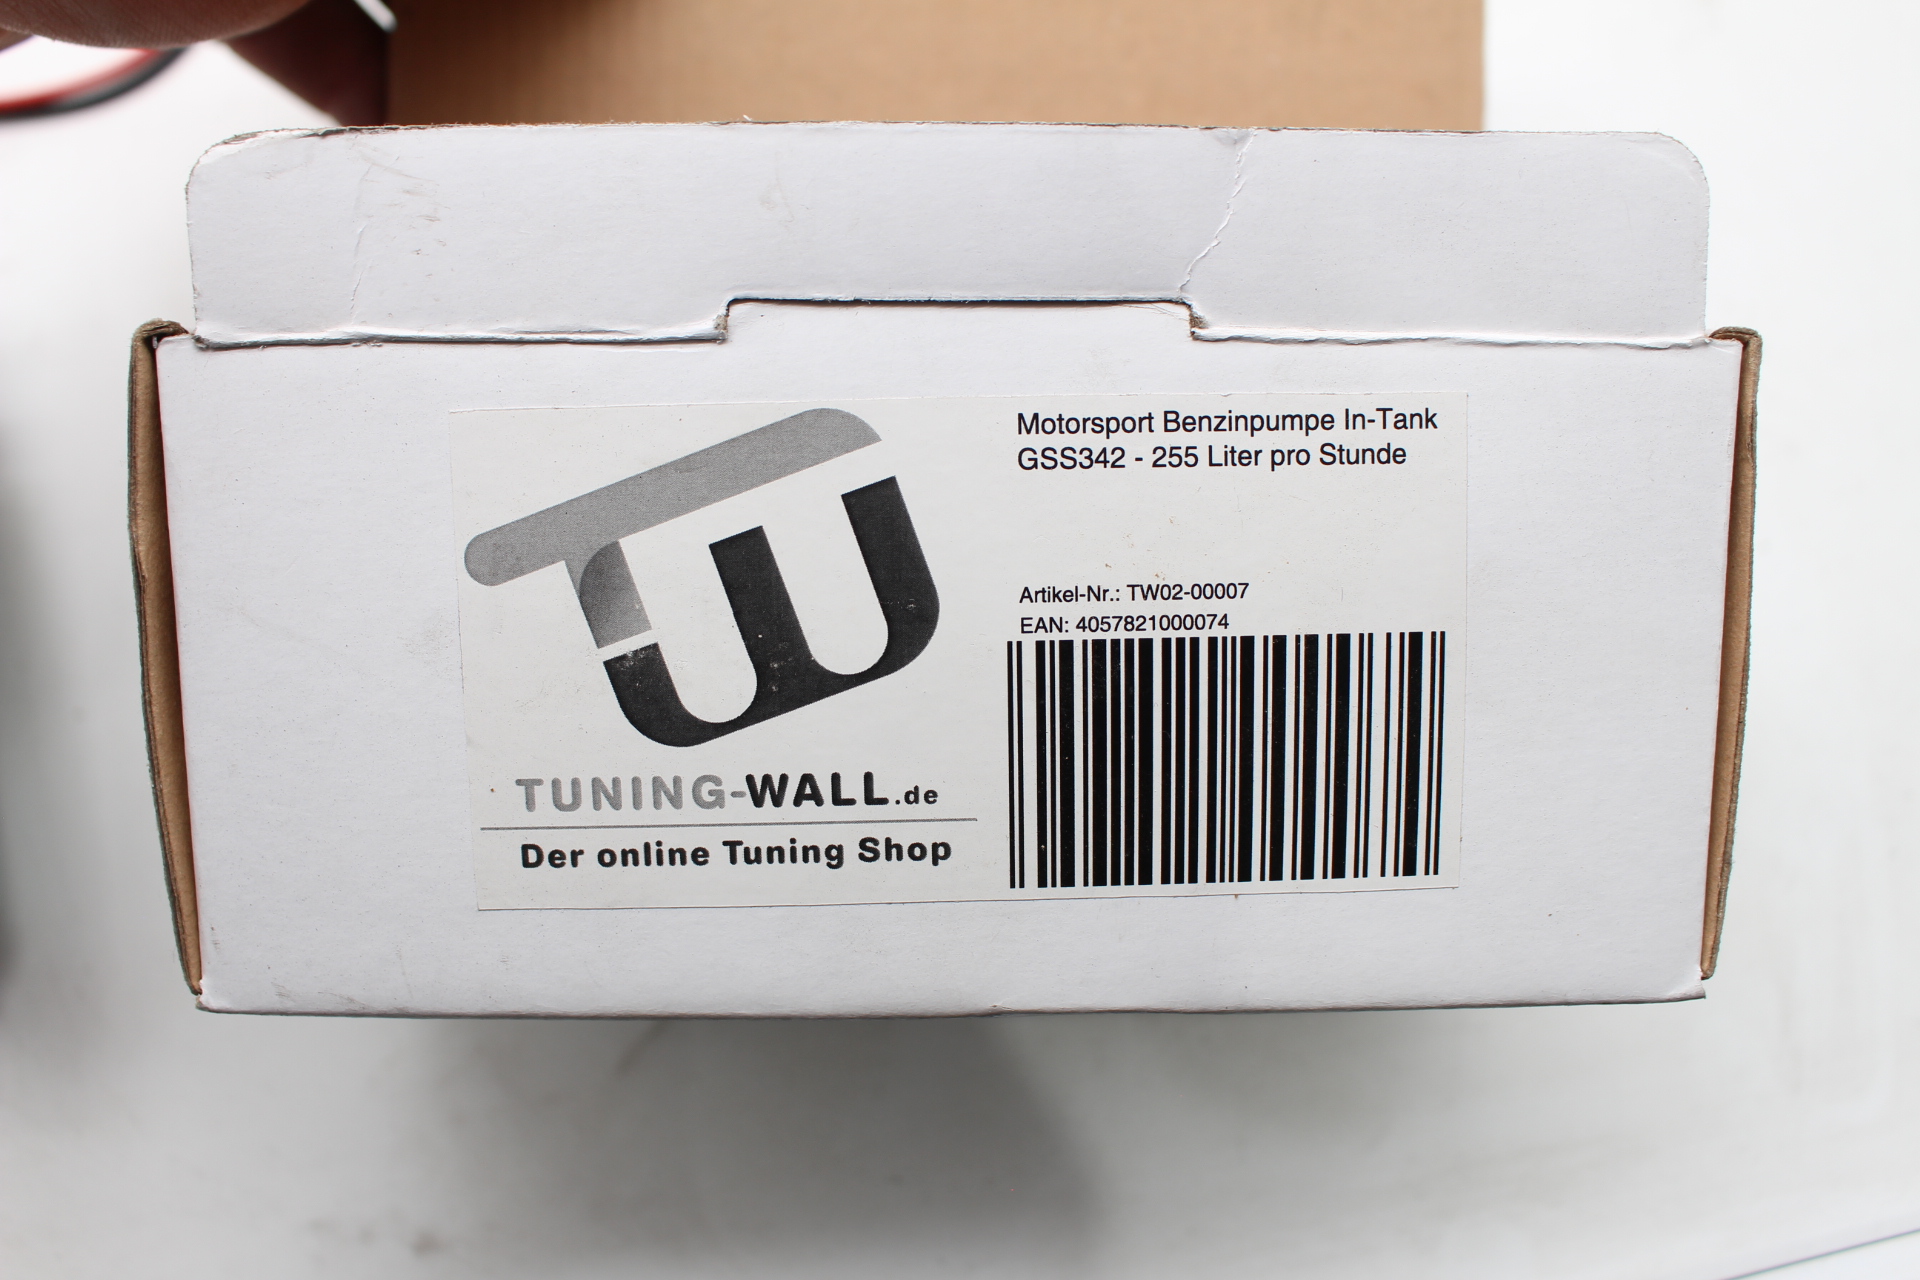 Motorsport Benzinpumpe In-Tank
GSS342 - 255 Liter pro Stunde
Artikel-Nr.: TW02-00007
EAN: 4057821000074
TW
TUNING-WALL.de
Der online Tuning Shop